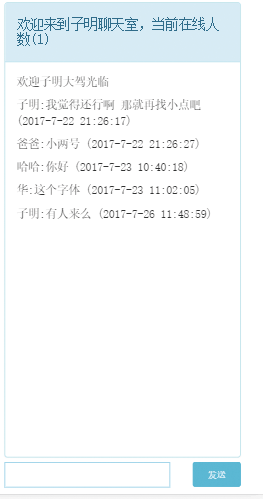 欢迎来到子明聊天室，当前在线人
数(1)
欢迎子明大驾光临
子明:我觉得还行啊 那就再找小点吧
(2017-7-22 21:26:17)
爸爸:小两号 (2017-7-22 21:26:27)
哈哈:你好 (2017-7-23 10:40:18)
华:这个字体 (2017-7-23 11:02:05)
子明:有人来么 (2017-7-26 11:48:59)
发送